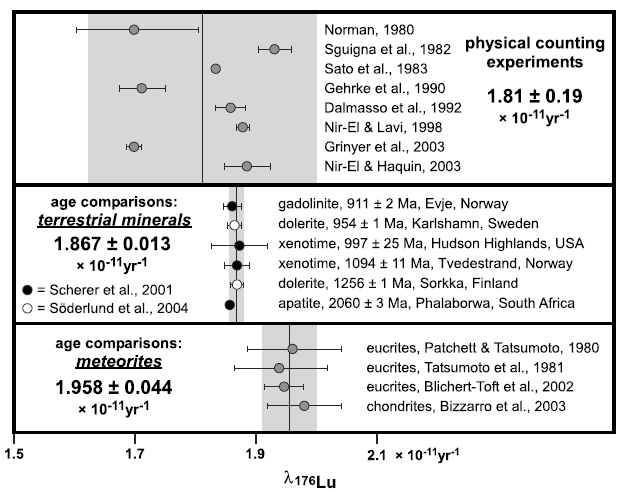 Norman, 1980
Sguigna et al., 1982
Sato et al., 1983
Gehrke et al., 1990
Dalmasso et al., 1992
Nir-El & Lavi, 1998
Grinyer et al., 2003
Nir-El & Haquin, 2003
physical counting
experiments
1.81 ± 0.19
× 10⁻¹¹yr⁻¹
age comparisons:
terrestrial minerals
1.867 ± 0.013
× 10⁻¹¹yr⁻¹
● = Scherer et al., 2001
○ = Söderlund et al., 2004
gadolinite, 911 ± 2 Ma, Evje, Norway
dolerite, 954 ± 1 Ma, Karlshamn, Sweden
xenotime, 997 ± 25 Ma, Hudson Highlands, USA
xenotime, 1094 ± 11 Ma, Tvedestrand, Norway
dolerite, 1256 ± 1 Ma, Sorkka, Finland
apatite, 2060 ± 3 Ma, Phalaborwa, South Africa
age comparisons:
meteorites
1.958 ± 0.044
× 10⁻¹¹yr⁻¹
eucrites, Patchett & Tatsumoto, 1980
eucrites, Tatsumoto et al., 1981
eucrites, Blichert-Toft et al., 2002
chondrites, Bizzarro et al., 2003
1.5 1.7 1.9 2.1 × 10⁻¹¹yr⁻¹
λ176Lu